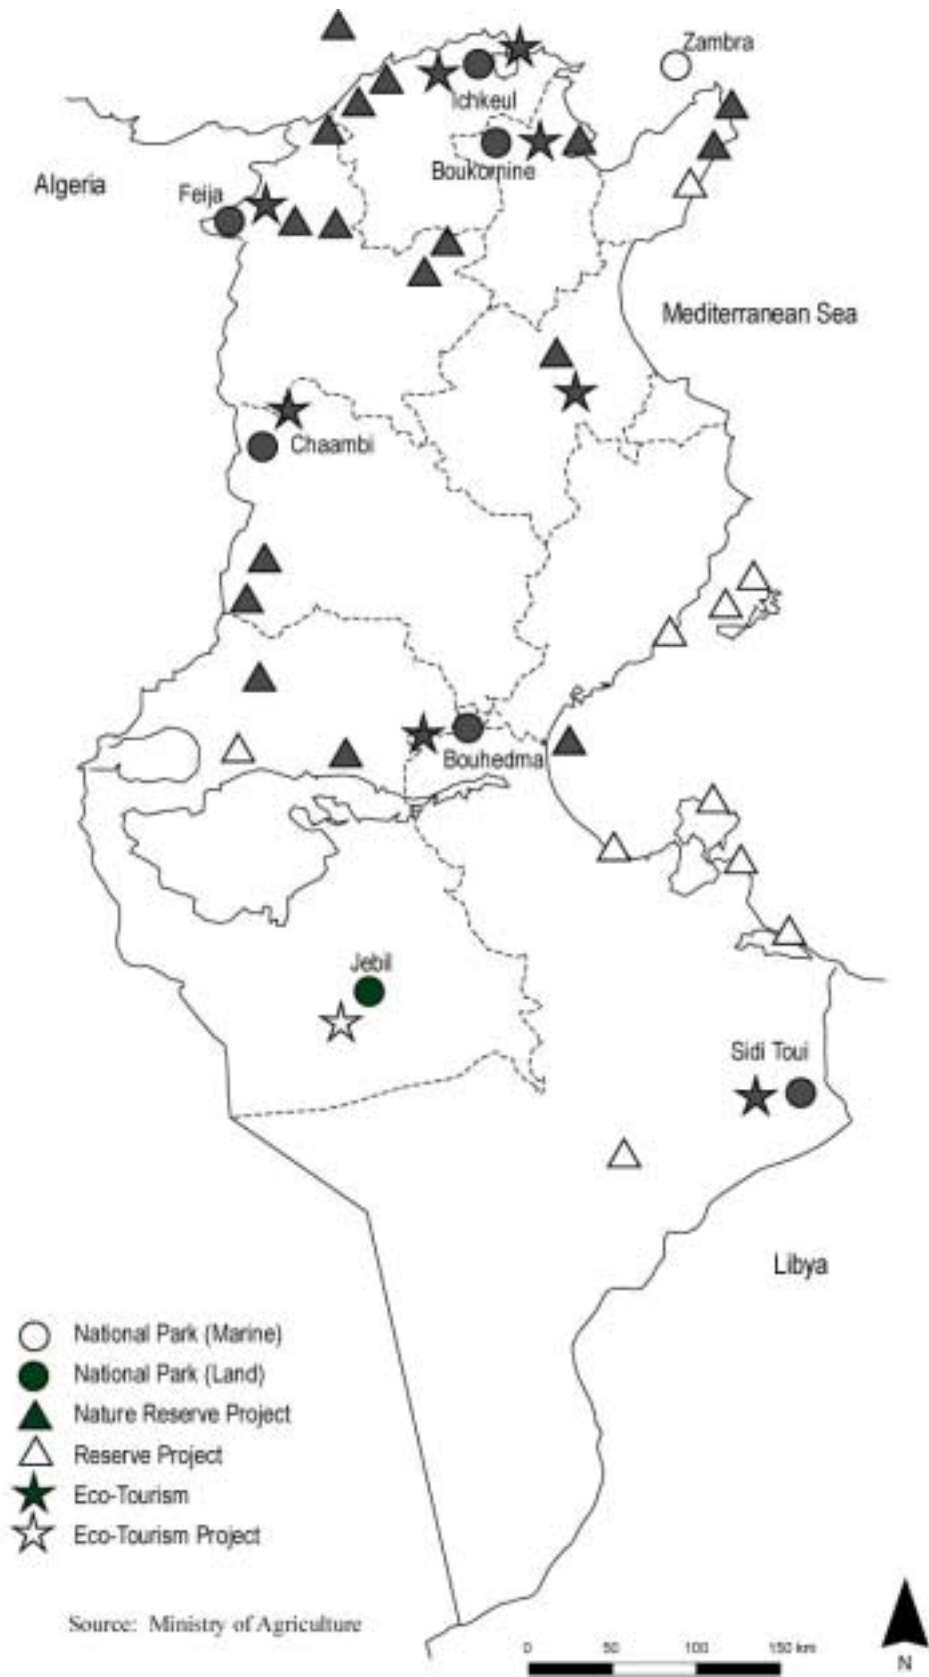 Zambra
Ichkeul
Boukornine
Algeria
Feija
Mediterranean Sea
Chaambi
Bouhedma
Jebil
Sidi Toui
Libya
National Park (Marine)
National Park (Land)
Nature Reserve Project
Reserve Project
Eco-Tourism
Eco-Tourism Project
Source: Ministry of Agriculture
0 50 100 150 km
N